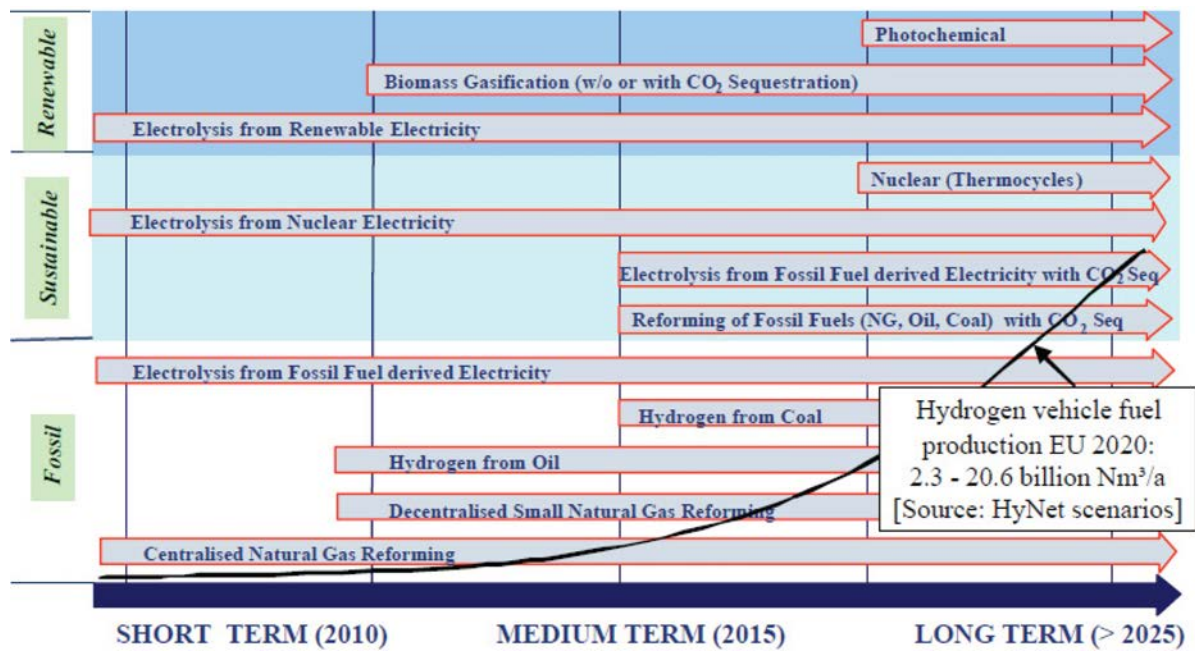 Renewable
Photochemical
Biomass Gasification (w/o or with CO₂ Sequestration)
Electrolysis from Renewable Electricity
Sustainable
Nuclear (Thermocycles)
Electrolysis from Nuclear Electricity
Electrolysis from Fossil Fuel derived Electricity with CO₂ Seq
Reforming of Fossil Fuels (NG, Oil, Coal) with CO₂ Seq
Fossil
Electrolysis from Fossil Fuel derived Electricity
Hydrogen from Coal
Hydrogen from Oil
Decentralised Small Natural Gas Reforming
Centralised Natural Gas Reforming
Hydrogen vehicle fuel
production EU 2020:
2.3 - 20.6 billion Nm³/a
[Source: HyNet scenarios]
SHORT TERM (2010)
MEDIUM TERM (2015)
LONG TERM (> 2025)